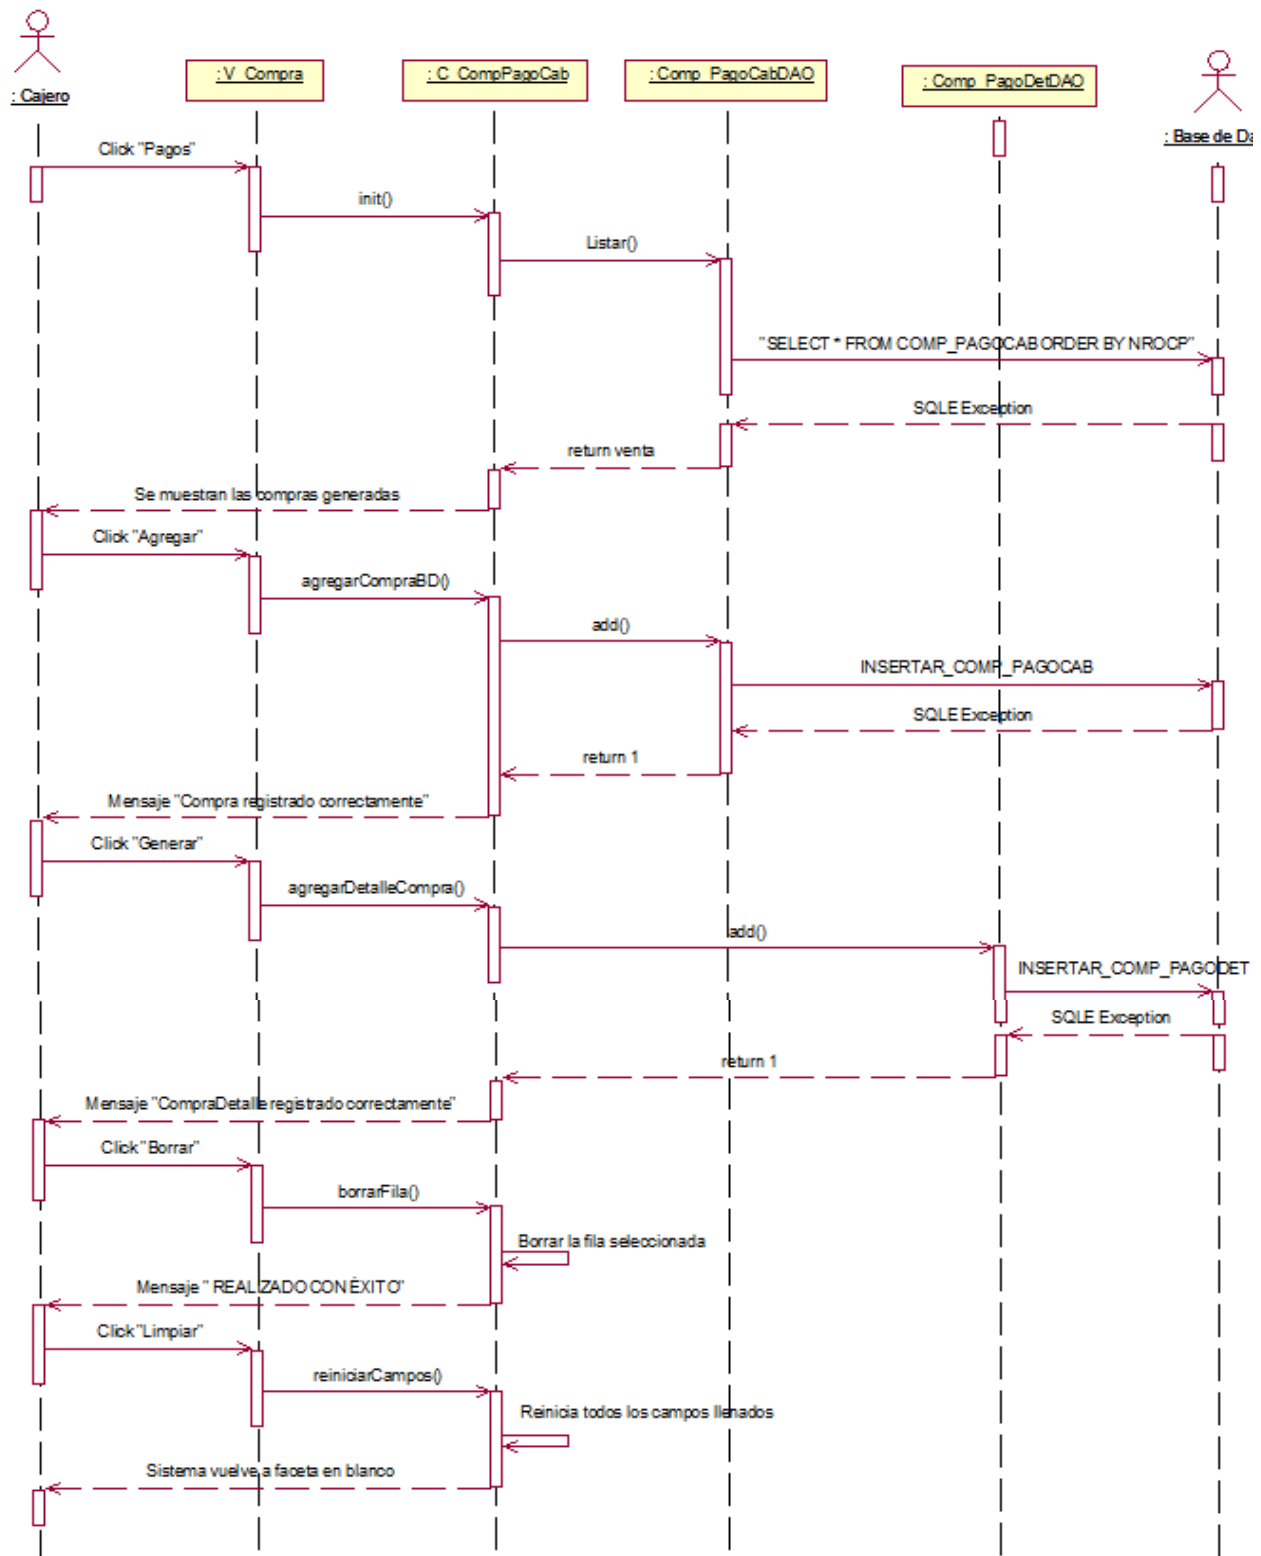 : Cajero
: V_Compra
: C_CompPagoCab
: Comp_PagoCabDAO
: Comp_PagoDetDAO
: Base de Da
Click "Pagos"
init()
Listar()
"SELECT * FROM COMP_PAGOCAB ORDER BY NROCP"
SQLE Exception
return venta
Se muestran las compras generadas
Click "Agregar"
agregarCompraBD()
add()
INSERTAR_COMP_PAGOCAB
SQLE Exception
return 1
Mensaje "Compra registrado correctamente"
Click "Generar"
agregarDetalleCompra()
add()
INSERTAR_COMP_PAGODET
SQLE Exception
return 1
Mensaje "CompraDetalle registrado correctamente"
Click "Borrar"
borrarFila()
Borrar la fila seleccionada
Mensaje " REALIZADO CON ÉXITO"
Click "Limpiar"
reiniciarCampos()
Reinicia todos los campos llenados
Sistema vuelve a faceta en blanco